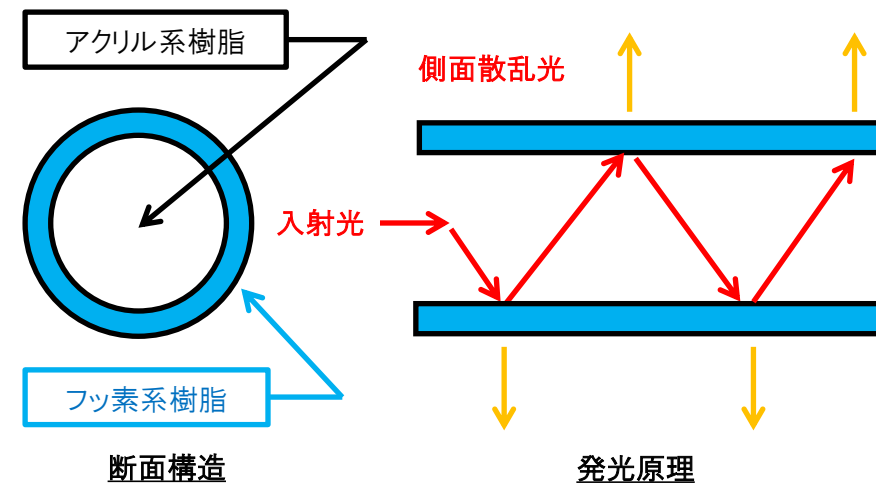 アクリル系樹脂
側面散乱光
入射光
フッ素系樹脂
断面構造
発光原理